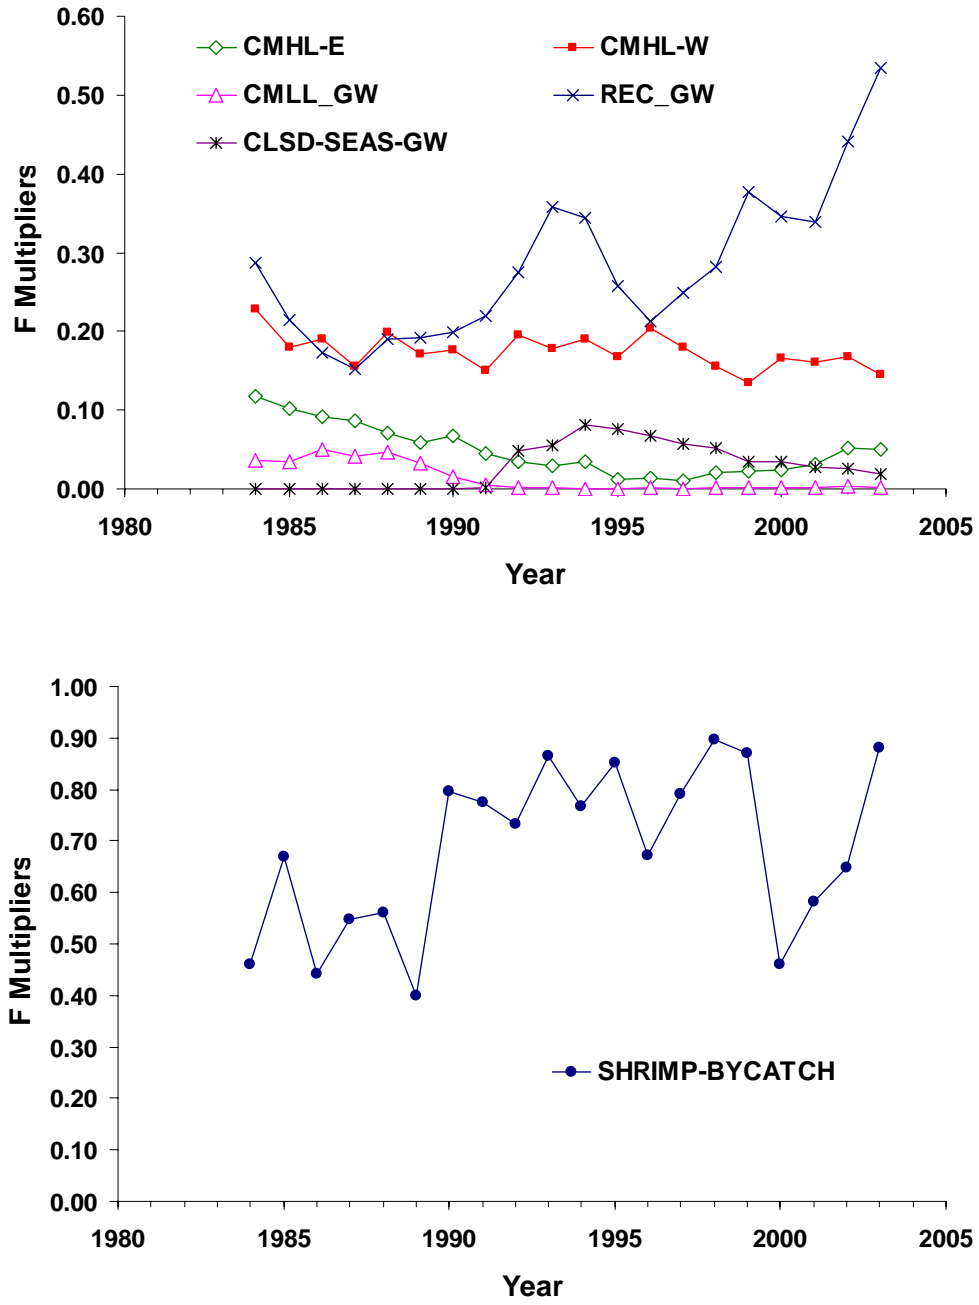 0.60
CMHL-E CMHL-W
0.50
CMLL_GW REC_GW
CLSD-SEAS-GW
0.40
F Multipliers
0.30
0.20
0.10
0.00
1980 1985 1990 1995 2000 2005
Year
1.00
0.90
0.80
0.70
0.60
F Multipliers
0.50
0.40
0.30
SHRIMP-BYCATCH
0.20
0.10
0.00
1980 1985 1990 1995 2000 2005
Year